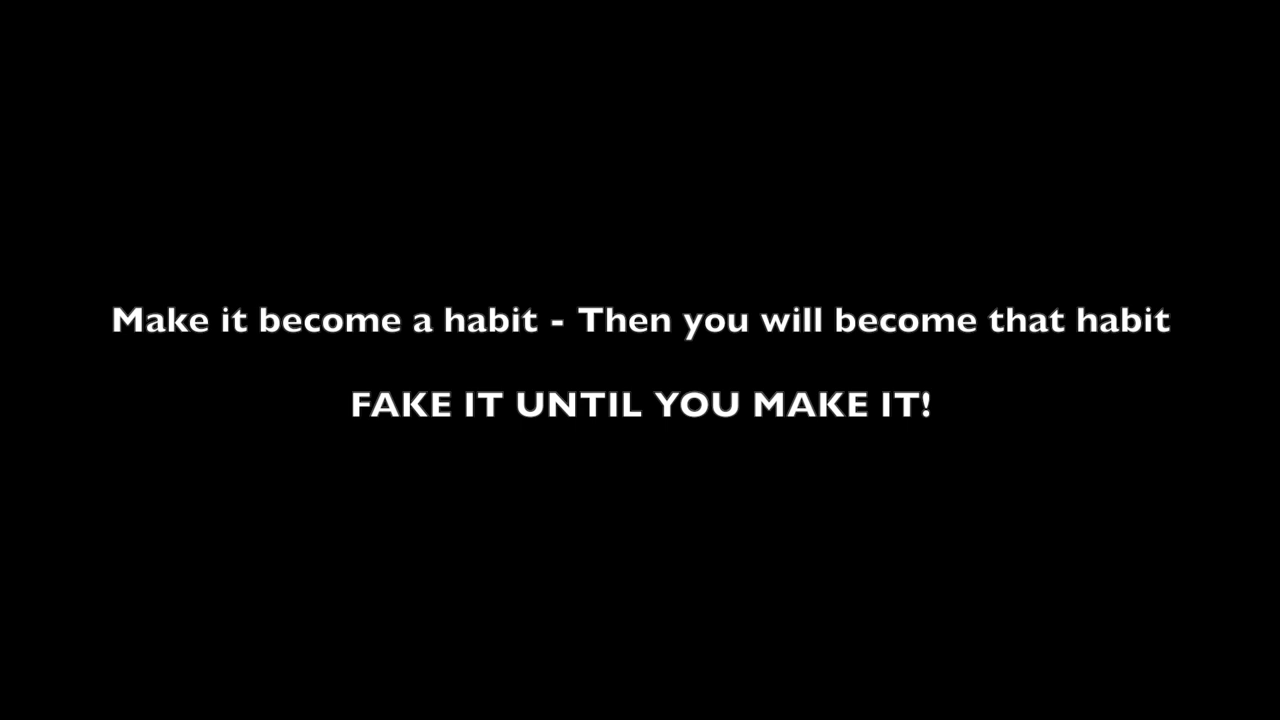 Make it become a habit - Then you will become that habit
FAKE IT UNTIL YOU MAKE IT!